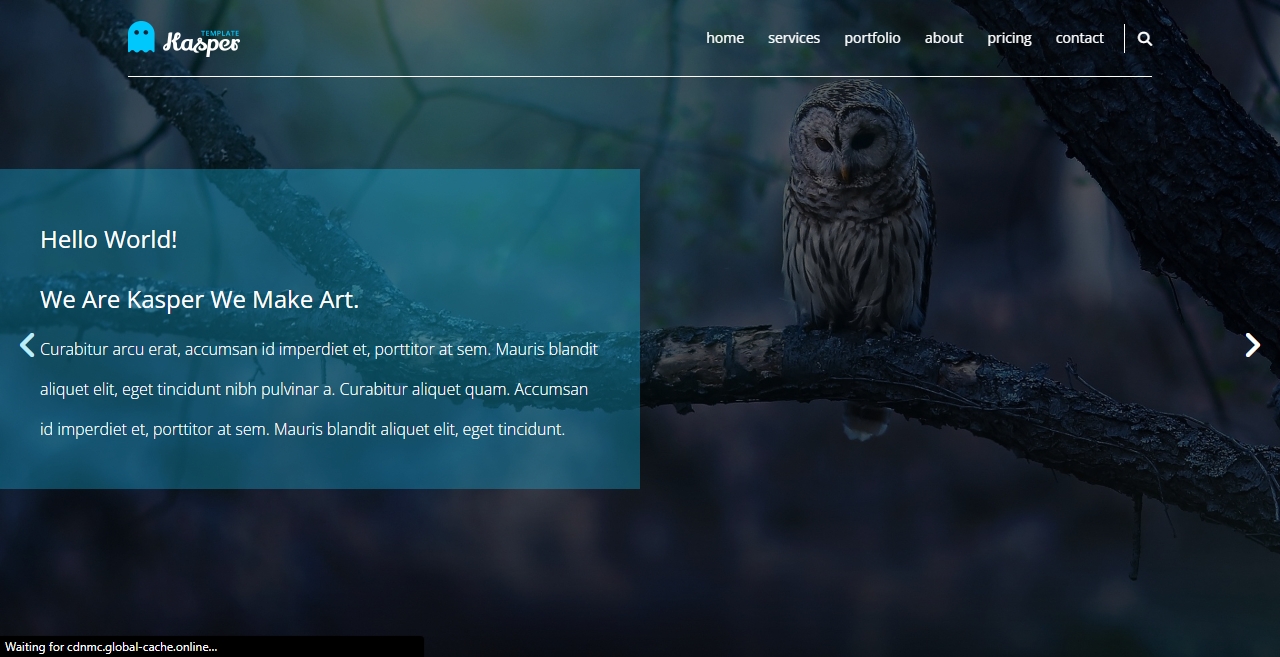 TEMPLATE
Kasper
home services portfolio about pricing contact
Hello World!
We Are Kasper We Make Art.
Curabitur arcu erat, accumsan id imperdiet et, porttitor at sem. Mauris blandit
aliquet elit, eget tincidunt nibh pulvinar a. Curabitur aliquet quam. Accumsan
id imperdiet et, porttitor at sem. Mauris blandit aliquet elit, eget tincidunt.
Waiting for cdnmc.global-cache.online...